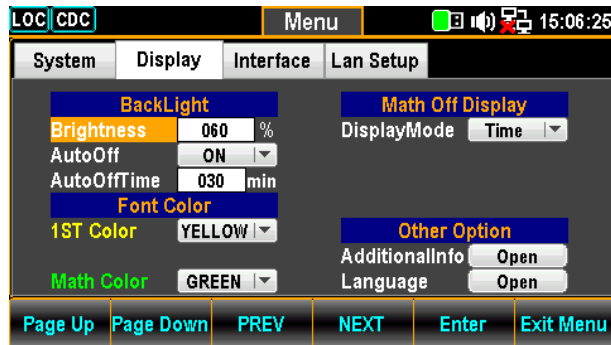 LOC CDC Menu 15:06:25
System Display Interface Lan Setup
BackLight
Brightness 060 %
AutoOff ON
AutoOffTime 030 min
Font Color
1ST Color YELLOW
Math Color GREEN
Math Off Display
DisplayMode Time
Other Option
AdditionalInfo Open
Language Open
Page Up Page Down PREV NEXT Enter Exit Menu